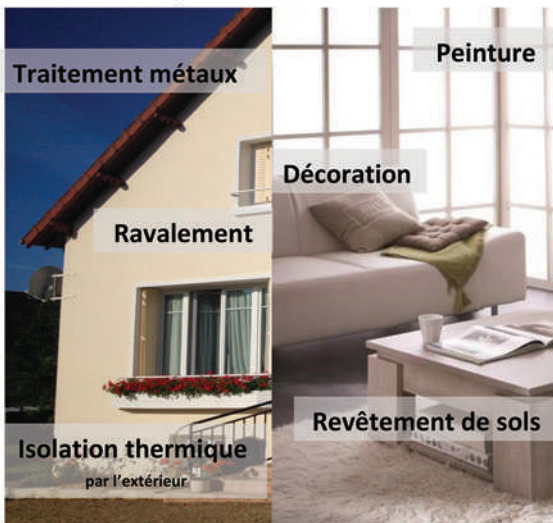 Traitement métaux
Ravalement
Isolation thermique
par l'extérieur
Peinture
Décoration
Revêtement de sols